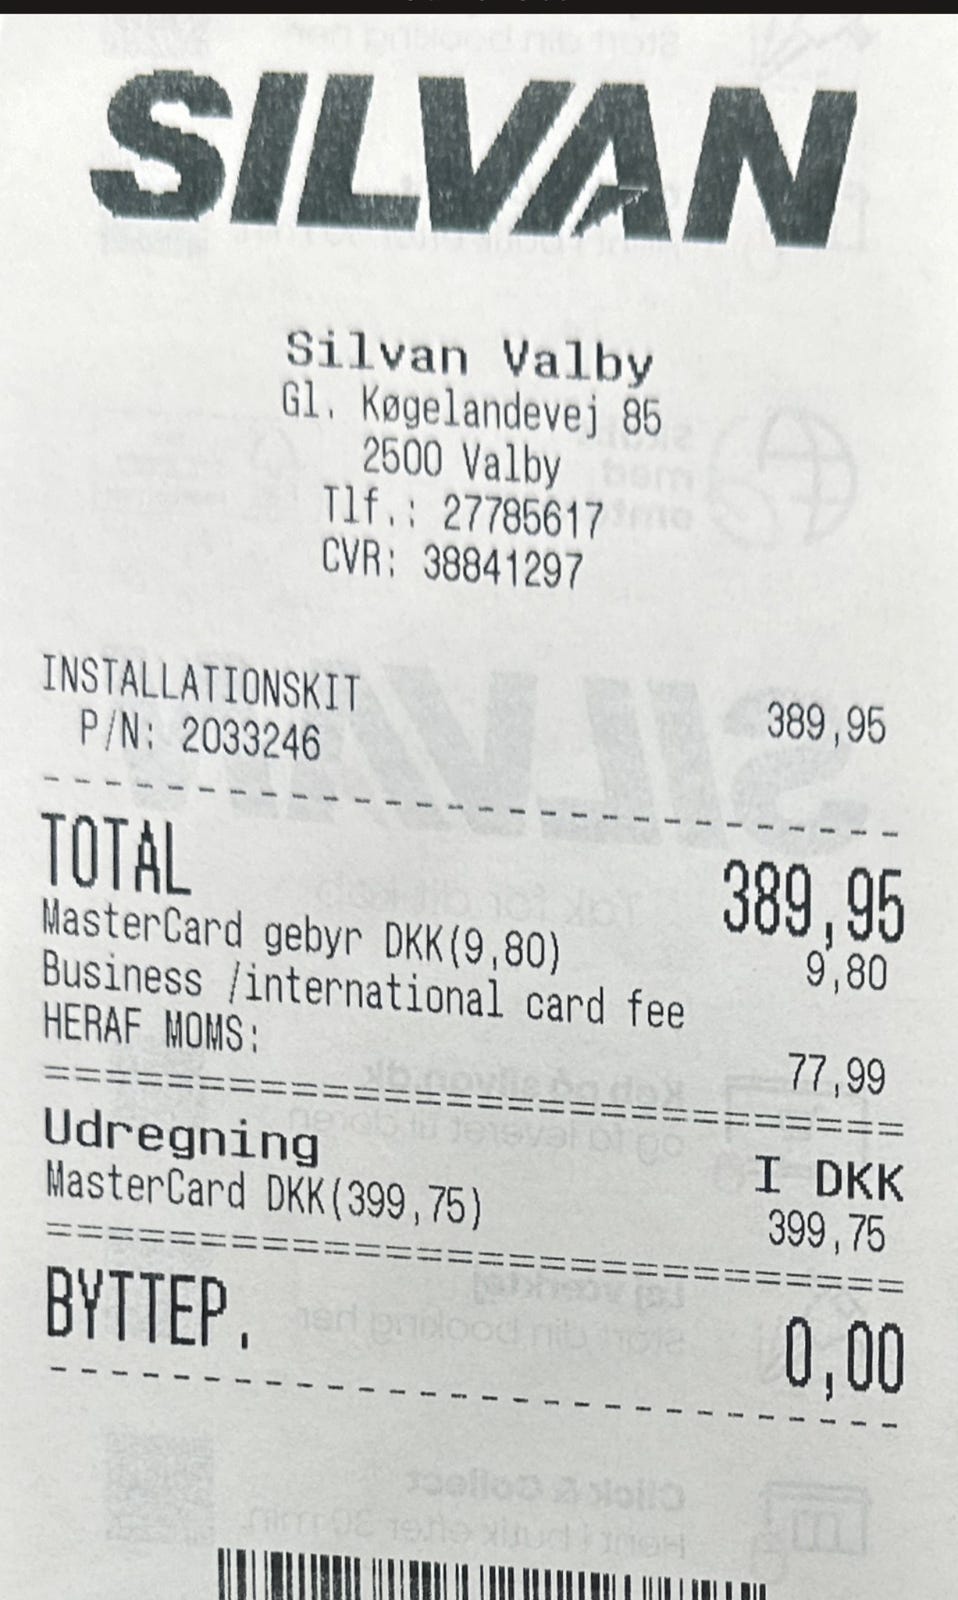 SILVAN
Silvan Valby
Gl. Køgelandevej 85
2500 Valby
Tlf.: 27785617
CVR: 38841297
INSTALLATIONSKIT
P/N: 2033246 389,95
TOTAL 389,95
MasterCard gebyr DKK(9,80) 9,80
Business /international card fee
HERAF MOMS: 77,99
Udregning I DKK
MasterCard DKK(399,75) 399,75
BYTTEP. 0,00